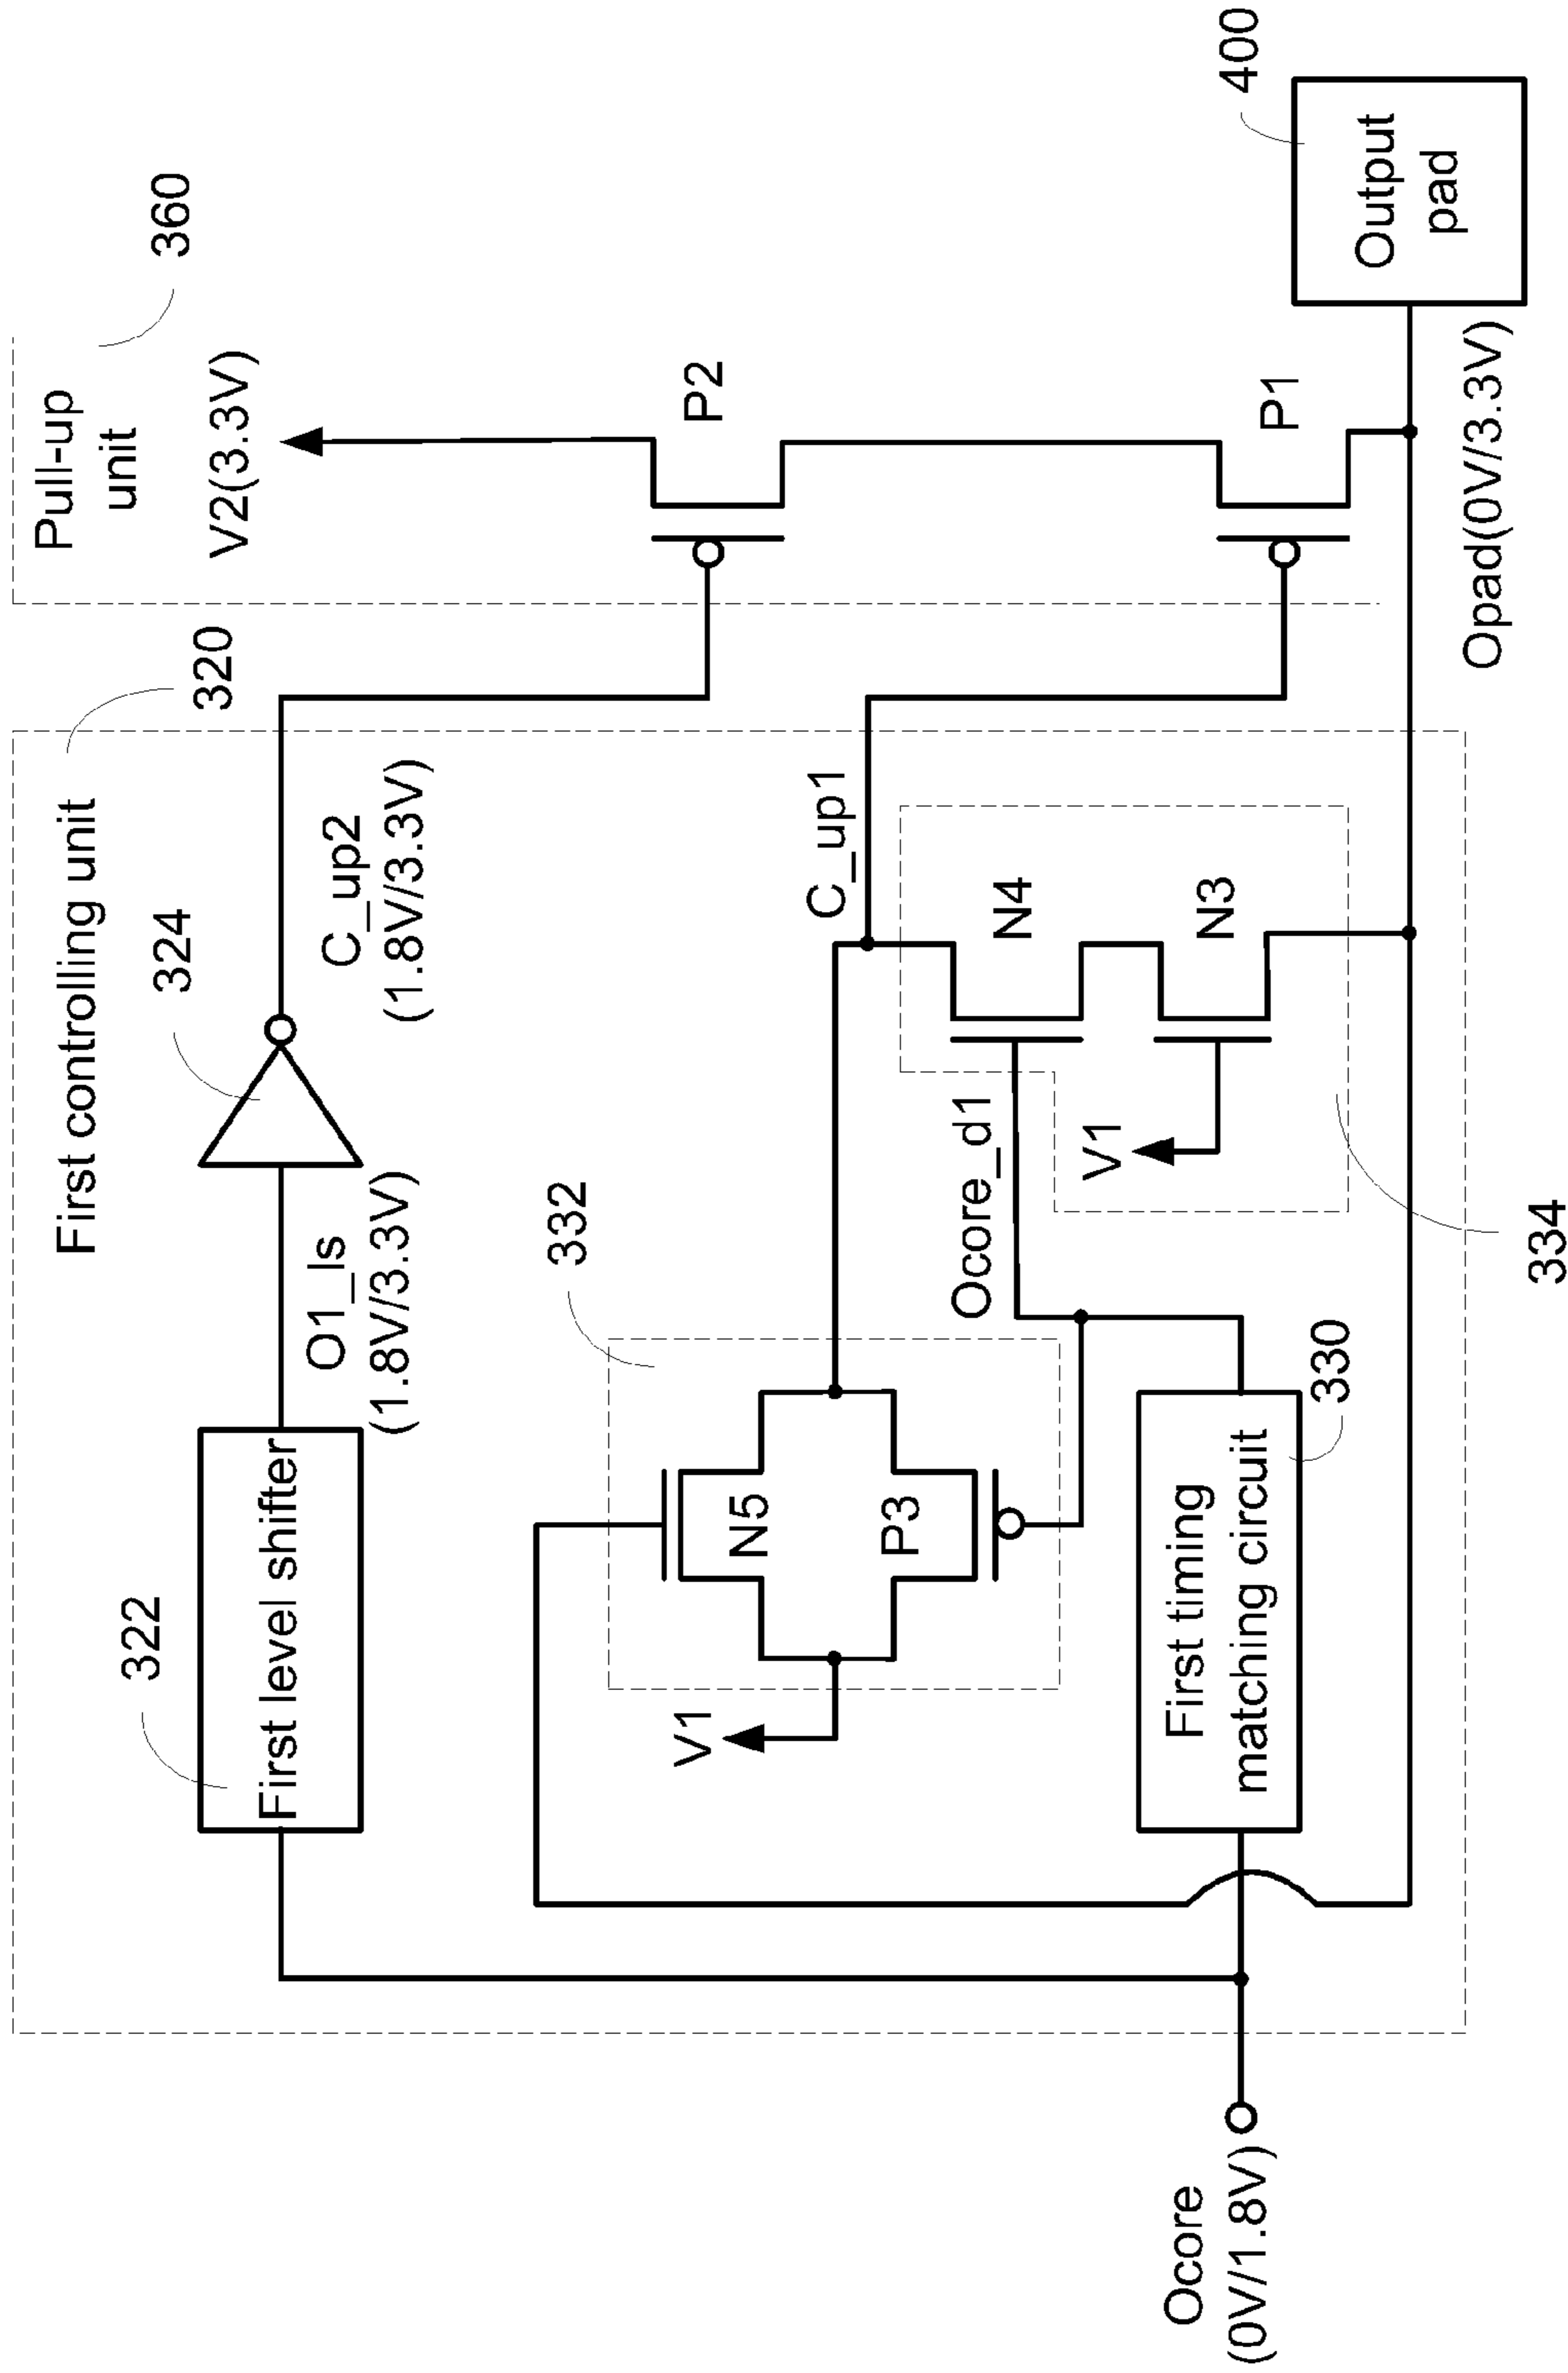 First controlling unit
320
Pull-up
unit
360
322
First level shifter
O1_ls
(1.8V/3.3V)
324
C_up2
(1.8V/3.3V)
V2(3.3V)
P2
332
V1
N5
P3
C_up1
N4
N3
Ocore_d1
V1
P1
First timing
matching circuit
330
334
Ocore
(0V/1.8V)
Opad(0V/3.3V)
Output
pad
400